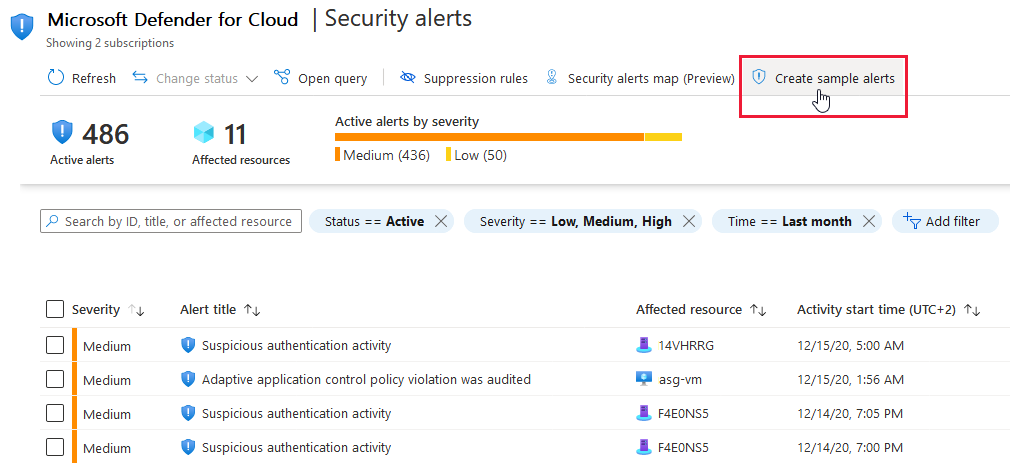 Microsoft Defender for Cloud | Security alerts
Showing 2 subscriptions
Refresh Change status Open query Suppression rules Security alerts map (Preview) Create sample alerts
486 11 Active alerts by severity
Active alerts Affected resources Medium (436) Low (50)
Search by ID, title, or affected resource Status == Active Severity == Low, Medium, High Time == Last month Add filter
Severity Alert title Affected resource Activity start time (UTC+2)
Medium Suspicious authentication activity 14VHRRG 12/15/20, 5:00 AM
Medium Adaptive application control policy violation was audited asg-vm 12/15/20, 1:56 AM
Medium Suspicious authentication activity F4E0NS5 12/14/20, 7:05 PM
Medium Suspicious authentication activity F4E0NS5 12/14/20, 7:00 PM